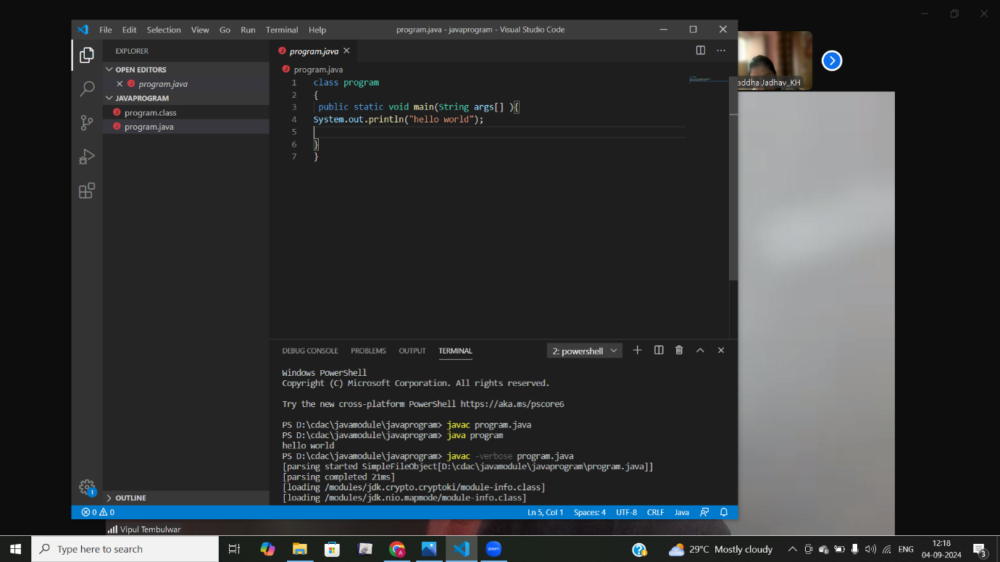 File Edit Selection View Go Run Terminal Help program.java - javaprogram - Visual Studio Code
EXPLORER
OPEN EDITORS
program.java
JAVAPROGRAM
program.class
program.java
OUTLINE
program.java
program.java
1 class program
2 {
3 public static void main(String args[] ){
4 System.out.println("hello world");
5
6 }
7 }
addha Jadhav_KH
DEBUG CONSOLE PROBLEMS OUTPUT TERMINAL 2: powershell
Windows PowerShell
Copyright (C) Microsoft Corporation. All rights reserved.
Try the new cross-platform PowerShell https://aka.ms/pscore6
PS D:\cdac\javamodule\javaprogram> javac program.java
PS D:\cdac\javamodule\javaprogram> java program
hello world
PS D:\cdac\javamodule\javaprogram> javac -verbose program.java
[parsing started SimpleFileObject[D:\cdac\javamodule\javaprogram\program.java]]
[parsing completed 21ms]
[loading /modules/jdk.crypto.cryptoki/module-info.class]
[loading /modules/jdk.nio.mapmode/module-info.class]
1
0 0 Ln 5, Col 1 Spaces: 4 UTF-8 CRLF Java
Vipul Tembulwar
Type here to search zoom 29°C Mostly cloudy ENG 12:18
04-09-2024 3